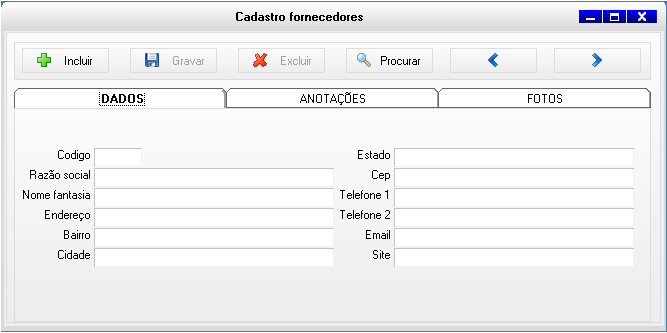 Cadastro fornecedores
Incluir Gravar Excluir Procurar
DADOS ANOTAÇÕES FOTOS
Codigo
Razão social
Nome fantasia
Endereço
Bairro
Cidade
Estado
Cep
Telefone 1
Telefone 2
Email
Site